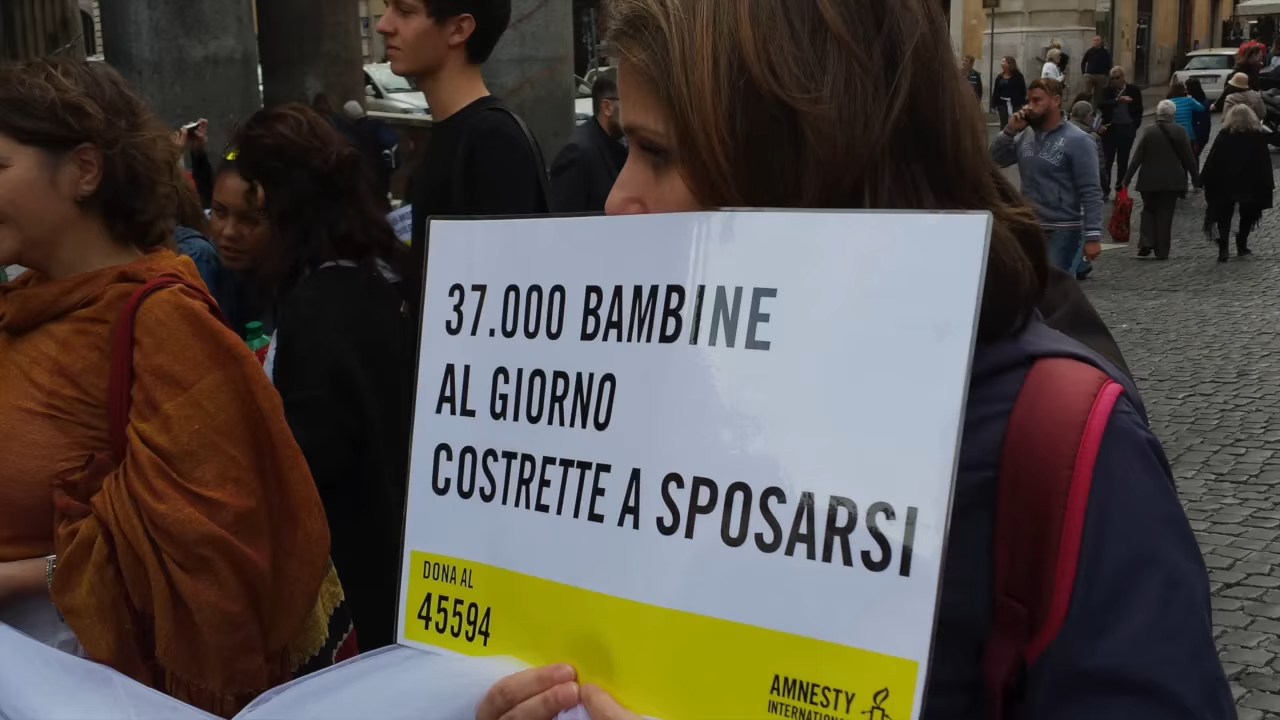 37.000 BAMBINE
AL GIORNO
COSTRETTE A SPOSARSI
DONA AL
45594
AMNESTY
INTERNATIONAL